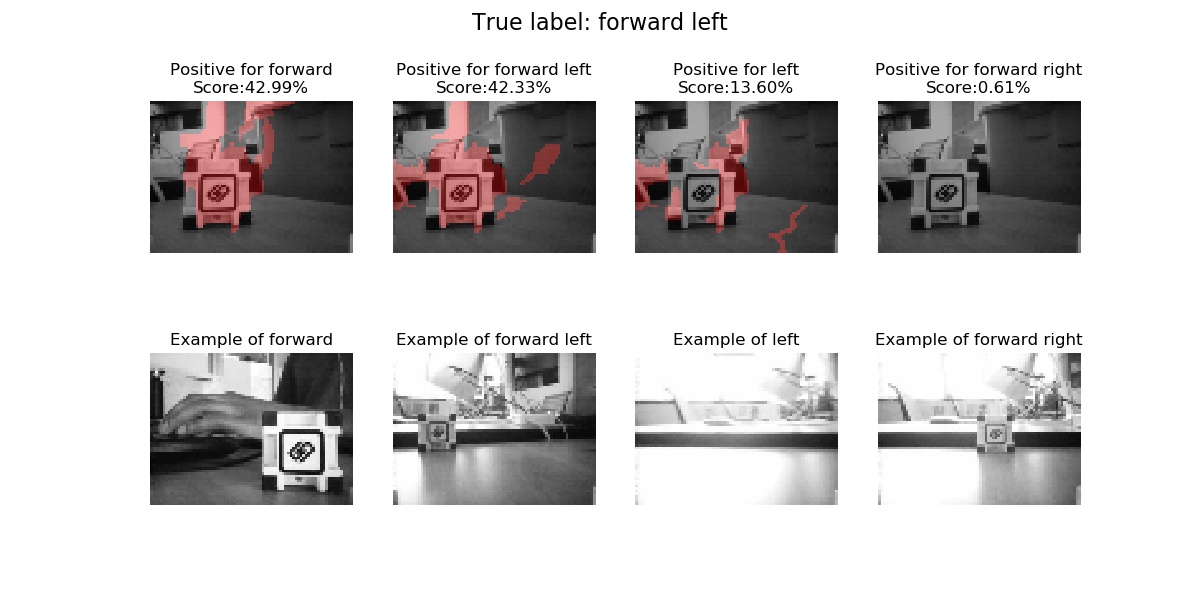 True label: forward left
Positive for forward
Score:42.99%
Positive for forward left
Score:42.33%
Positive for left
Score:13.60%
Positive for forward right
Score:0.61%
Example of forward
Example of forward left
Example of left
Example of forward right